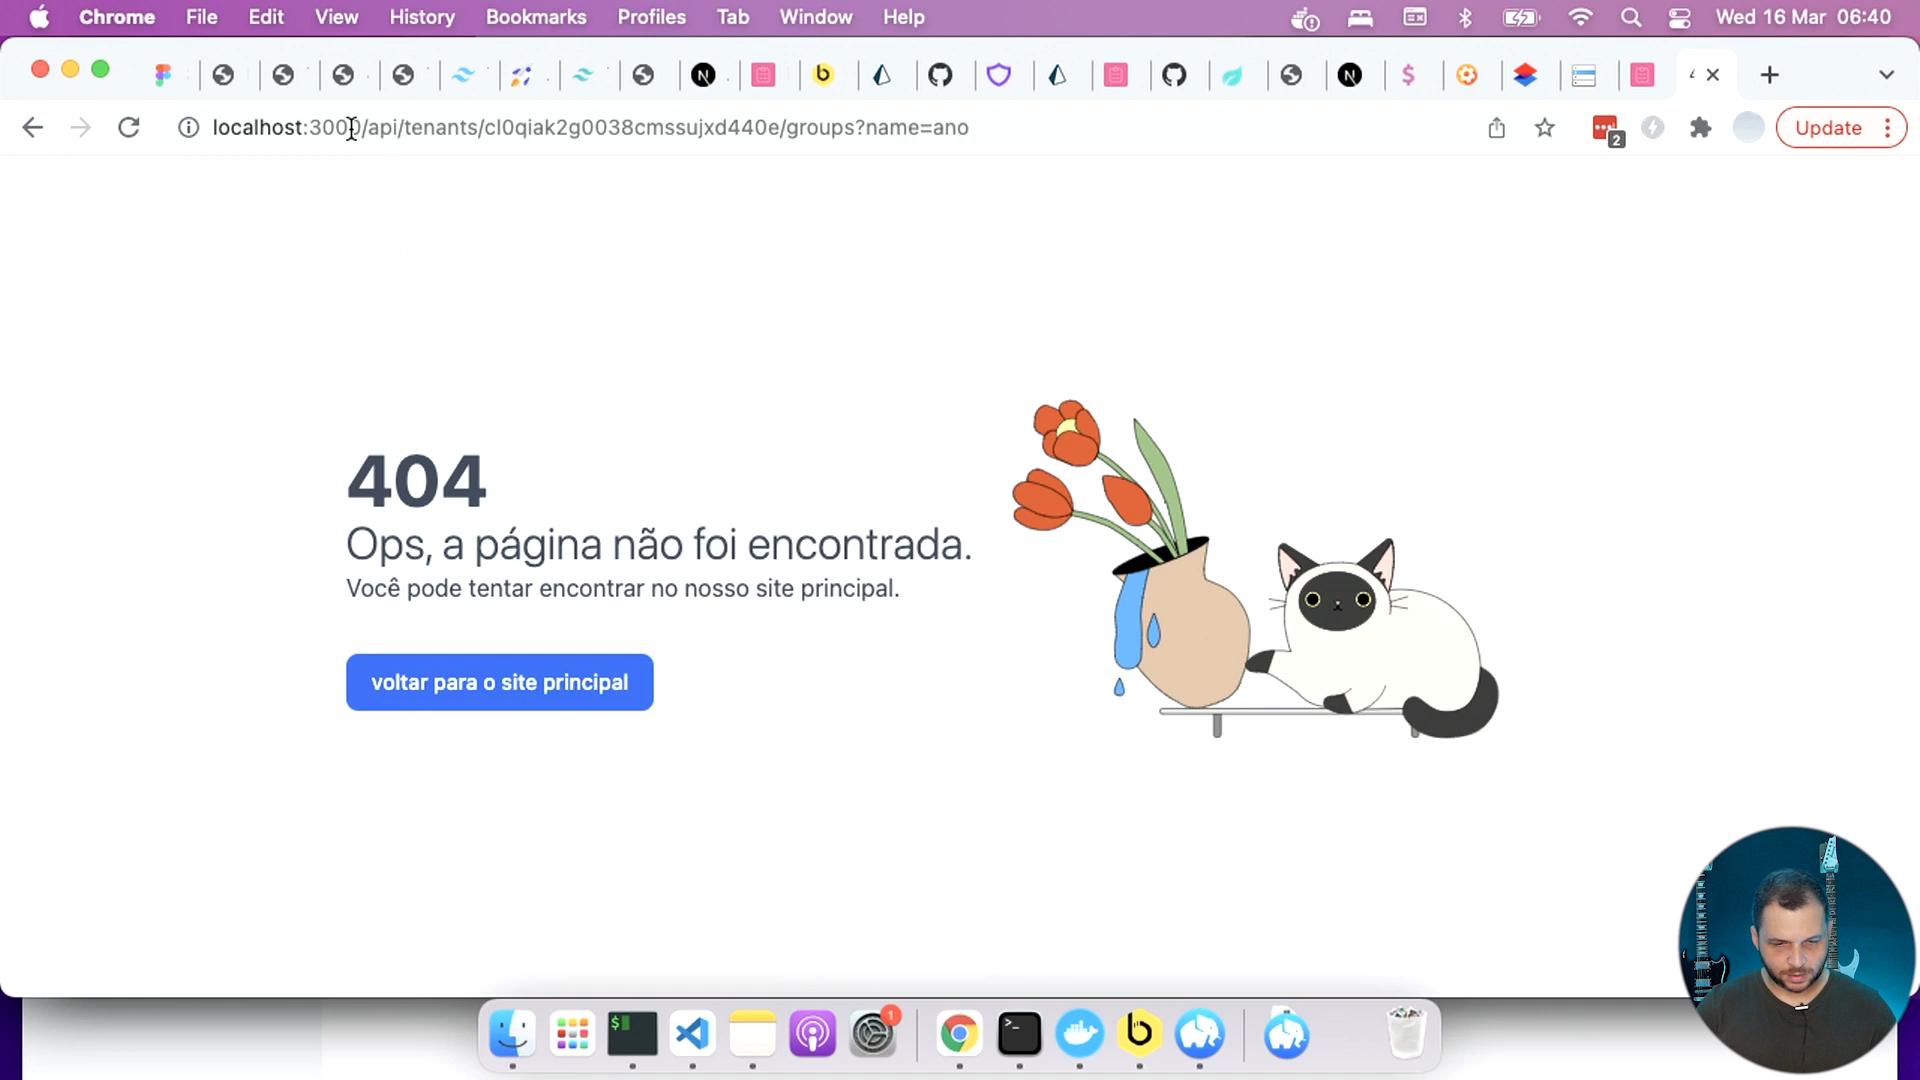 Chrome File Edit View History Bookmarks Profiles Tab Window Help Wed 16 Mar 06:40
localhost:3000/api/tenants/cl0qiak2g0038cmssujxd440e/groups?name=ano
2
Update
404
Ops, a página não foi encontrada.
Você pode tentar encontrar no nosso site principal.
voltar para o site principal
1